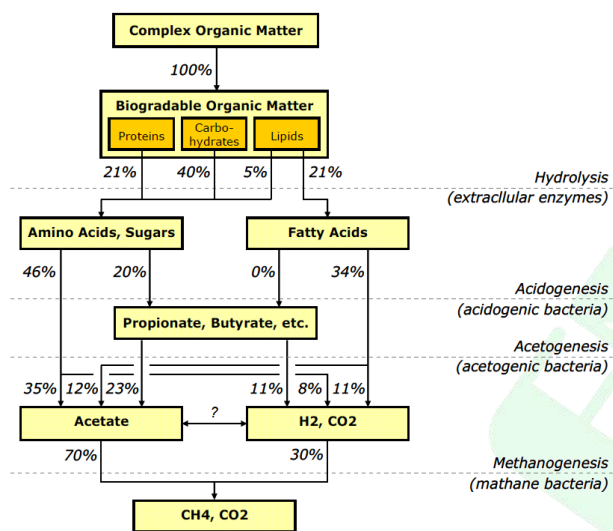 Complex Organic Matter
100%
Biogradable Organic Matter
Proteins
Carbo-
hydrates
Lipids
21% 40% 5% 21%
Hydrolysis
(extracllular enzymes)
Amino Acids, Sugars
Fatty Acids
46% 20% 0% 34%
Acidogenesis
(acidogenic bacteria)
Propionate, Butyrate, etc.
Acetogenesis
(acetogenic bacteria)
35% 12% 23% 11% 8% 11%
Acetate
?
H2, CO2
70% 30%
Methanogenesis
(mathane bacteria)
CH4, CO2